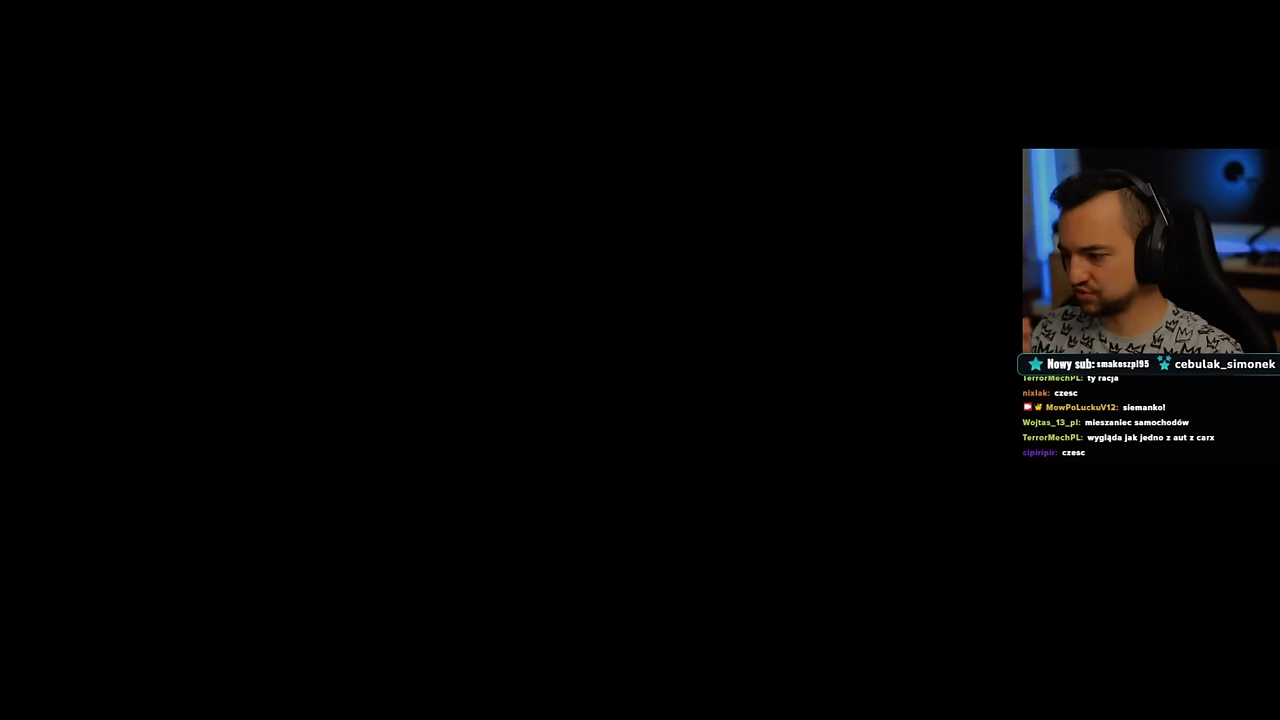 Nowy sub: smakeszpl95 cebulak_simonek
TerrorMechPL: ty racja
nixlak: czesc
MowPoLuckuV12: siemanko!
Wojtas_13_pl: mieszaniec samochodów
TerrorMechPL: wygląda jak jedno z aut z carx
cipiripir: czesc